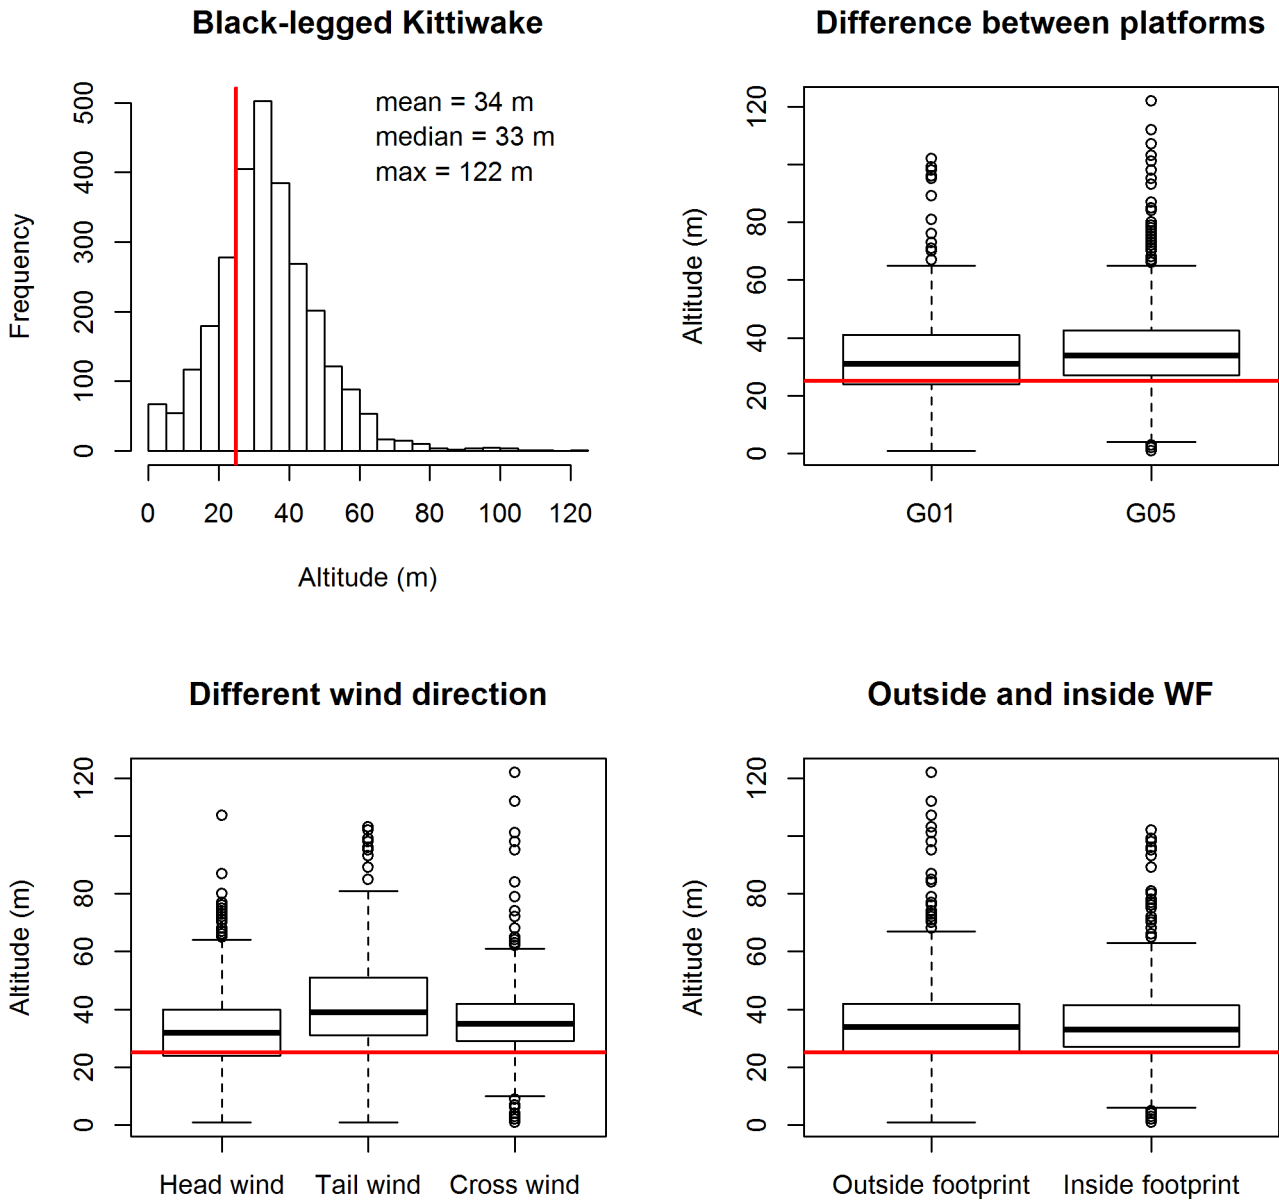 Black-legged Kittiwake
mean = 34 m
median = 33 m
max = 122 m
Frequency
0
100
200
300
400
500
0 20 40 60 80 100 120
Altitude (m)
Difference between platforms
Altitude (m)
0
20
40
60
80
120
G01 G05
Different wind direction
Altitude (m)
0
20
40
60
80
120
Head wind Tail wind Cross wind
Outside and inside WF
Altitude (m)
0
20
40
60
80
120
Outside footprint Inside footprint